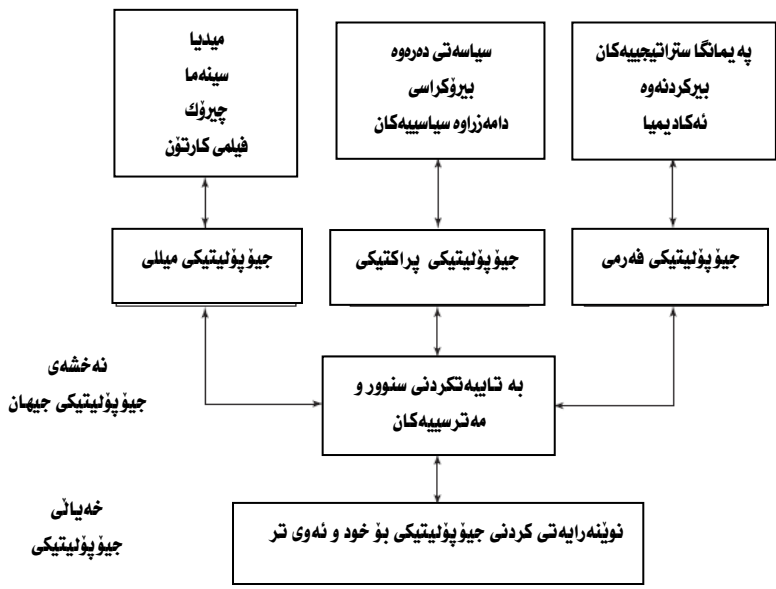 پەیمانگا ستراتیجییەکان
بیرکردنەوە
ئەکادیمیا
سیاسەتی دەرەوە
بیرۆکراسی
دامەزراوە سیاسییەکان
میدیا
سینەما
چیرۆك
فیلمی کارتۆن
جیۆپۆلیتیکی فەرمی
جیۆپۆلیتیکی پراکتیکی
جیۆپۆلیتیکی میللی
بە تایبەتکردنی سنوور و
مەترسییەکان
نەخشەی
جیۆپۆلیتیکی جیهان
نوێنەرایەتی کردنی جیۆپۆلیتیکی بۆ خود و ئەوی تر
خەیاڵی
جیۆپۆلیتیکی